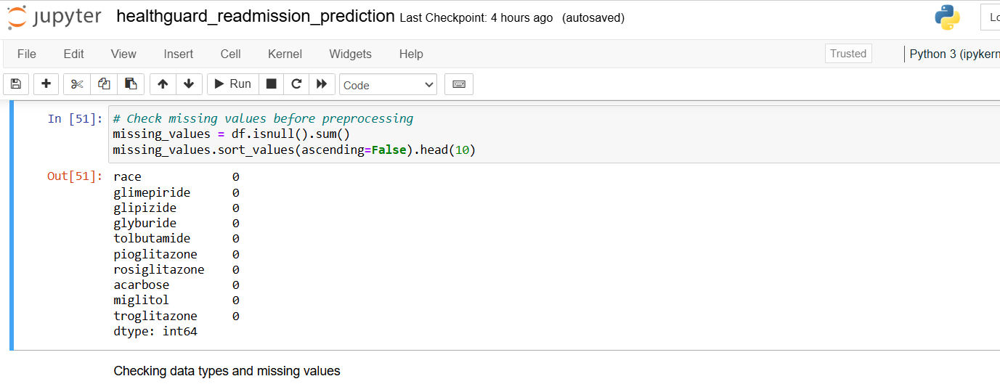 jupyter healthguard_readmission_prediction Last Checkpoint: 4 hours ago (autosaved)
File Edit View Insert Cell Kernel Widgets Help Trusted Python 3 (ipykern
Run Code
In [51]: # Check missing values before preprocessing
missing_values = df.isnull().sum()
missing_values.sort_values(ascending=False).head(10)
Out[51]: race 0
glimepiride 0
glipizide 0
glyburide 0
tolbutamide 0
pioglitazone 0
rosiglitazone 0
acarbose 0
miglitol 0
troglitazone 0
dtype: int64
Checking data types and missing values